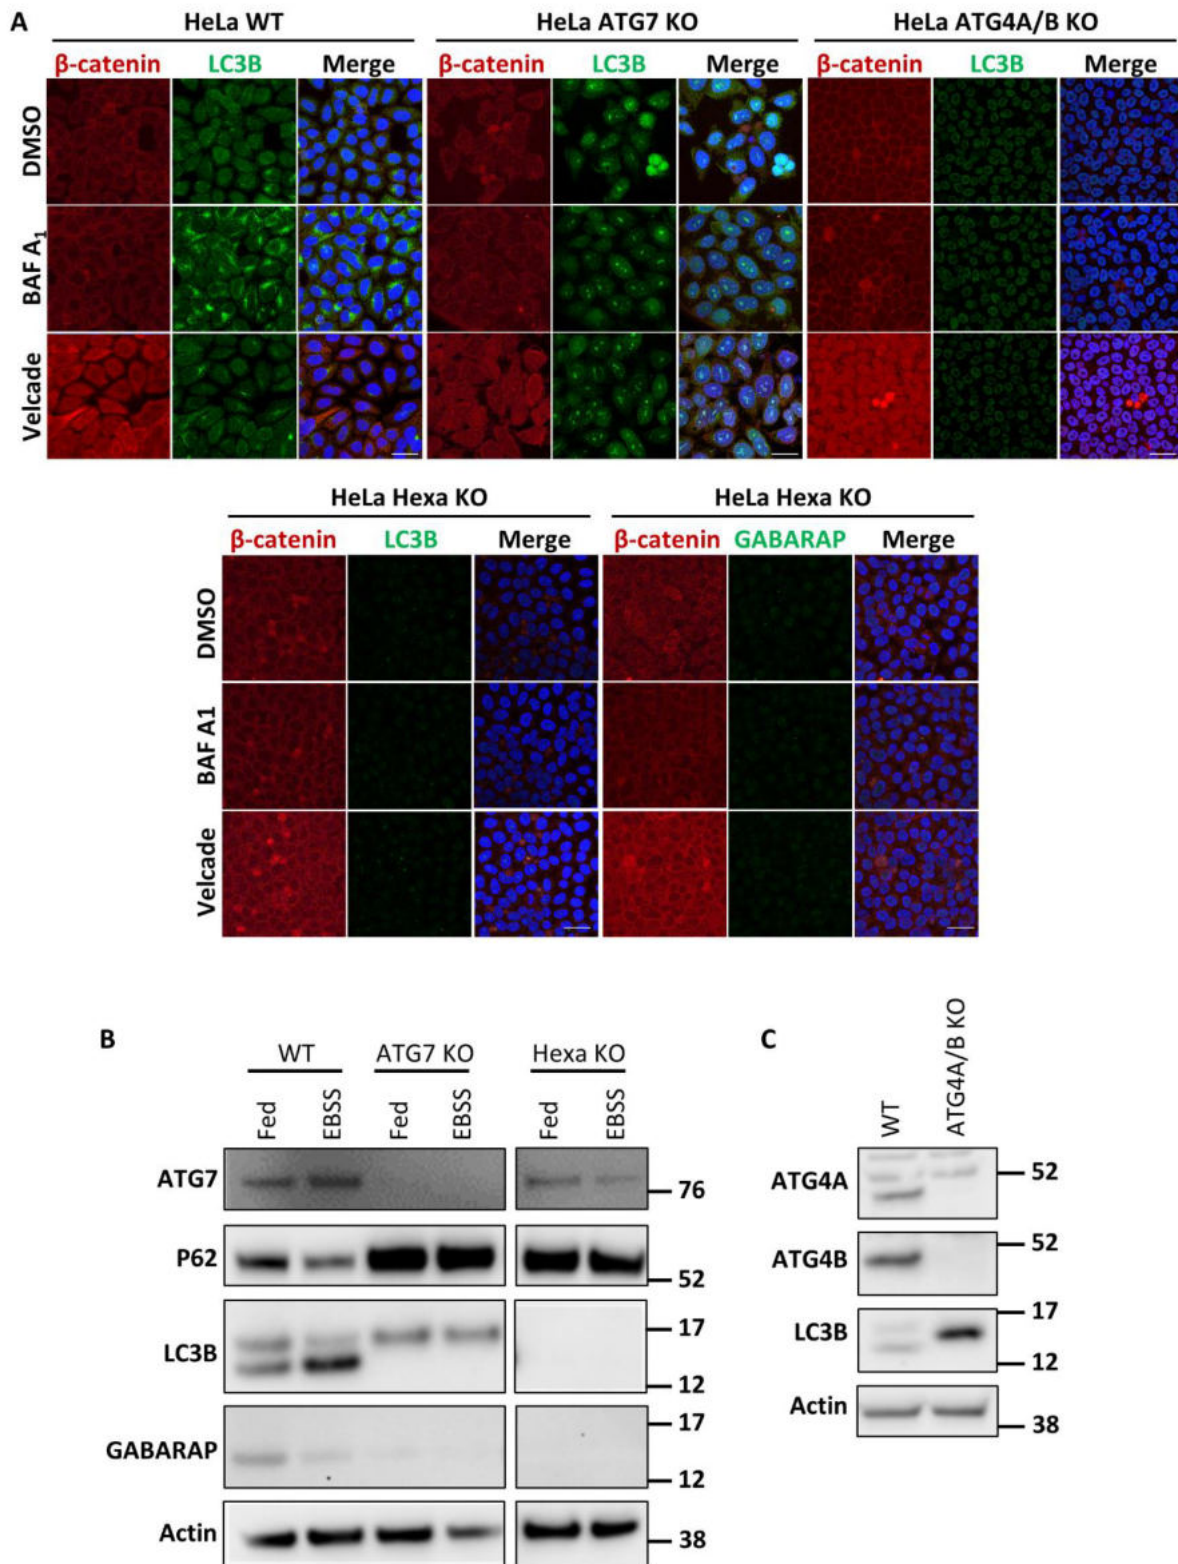 A
HeLa WT
HeLa ATG7 KO
HeLa ATG4A/B KO
β-catenin LC3B Merge
β-catenin LC3B Merge
β-catenin LC3B Merge
DMSO
BAF A1
Velcade
HeLa Hexa KO
HeLa Hexa KO
β-catenin LC3B Merge
β-catenin GABARAP Merge
DMSO
BAF A1
Velcade
B
WT ATG7 KO Hexa KO
Fed EBSS Fed EBSS Fed EBSS
ATG7 76
P62 52
LC3B 17
12
GABARAP 17
12
Actin 38
C
WT ATG4A/B KO
ATG4A 52
ATG4B 52
LC3B 17
12
Actin 38